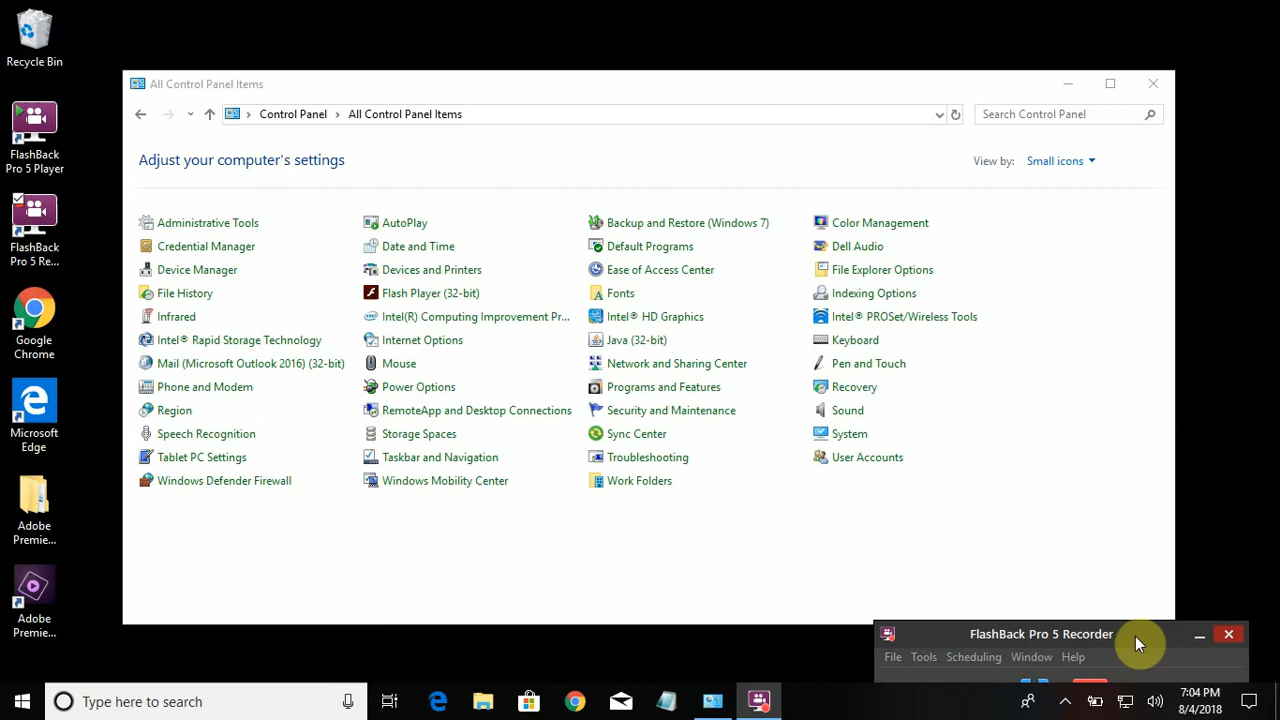 Recycle Bin
FlashBack
Pro 5 Player
FlashBack
Pro 5 Re...
Google
Chrome
Microsoft
Edge
Adobe
Premie...
Adobe
Premie...
All Control Panel Items
Control Panel
All Control Panel Items
Search Control Panel
Adjust your computer's settings
View by: Small icons
Administrative Tools
AutoPlay
Backup and Restore (Windows 7)
Color Management
Credential Manager
Date and Time
Default Programs
Dell Audio
Device Manager
Devices and Printers
Ease of Access Center
File Explorer Options
File History
Flash Player (32-bit)
Fonts
Indexing Options
Infrared
Intel(R) Computing Improvement Pr...
Intel® HD Graphics
Intel® PROSet/Wireless Tools
Intel® Rapid Storage Technology
Internet Options
Java (32-bit)
Keyboard
Mail (Microsoft Outlook 2016) (32-bit)
Mouse
Network and Sharing Center
Pen and Touch
Phone and Modem
Power Options
Programs and Features
Recovery
Region
RemoteApp and Desktop Connections
Security and Maintenance
Sound
Speech Recognition
Storage Spaces
Sync Center
System
Tablet PC Settings
Taskbar and Navigation
Troubleshooting
User Accounts
Windows Defender Firewall
Windows Mobility Center
Work Folders
FlashBack Pro 5 Recorder
File Tools Scheduling Window Help
Type here to search
7:04 PM
8/4/2018